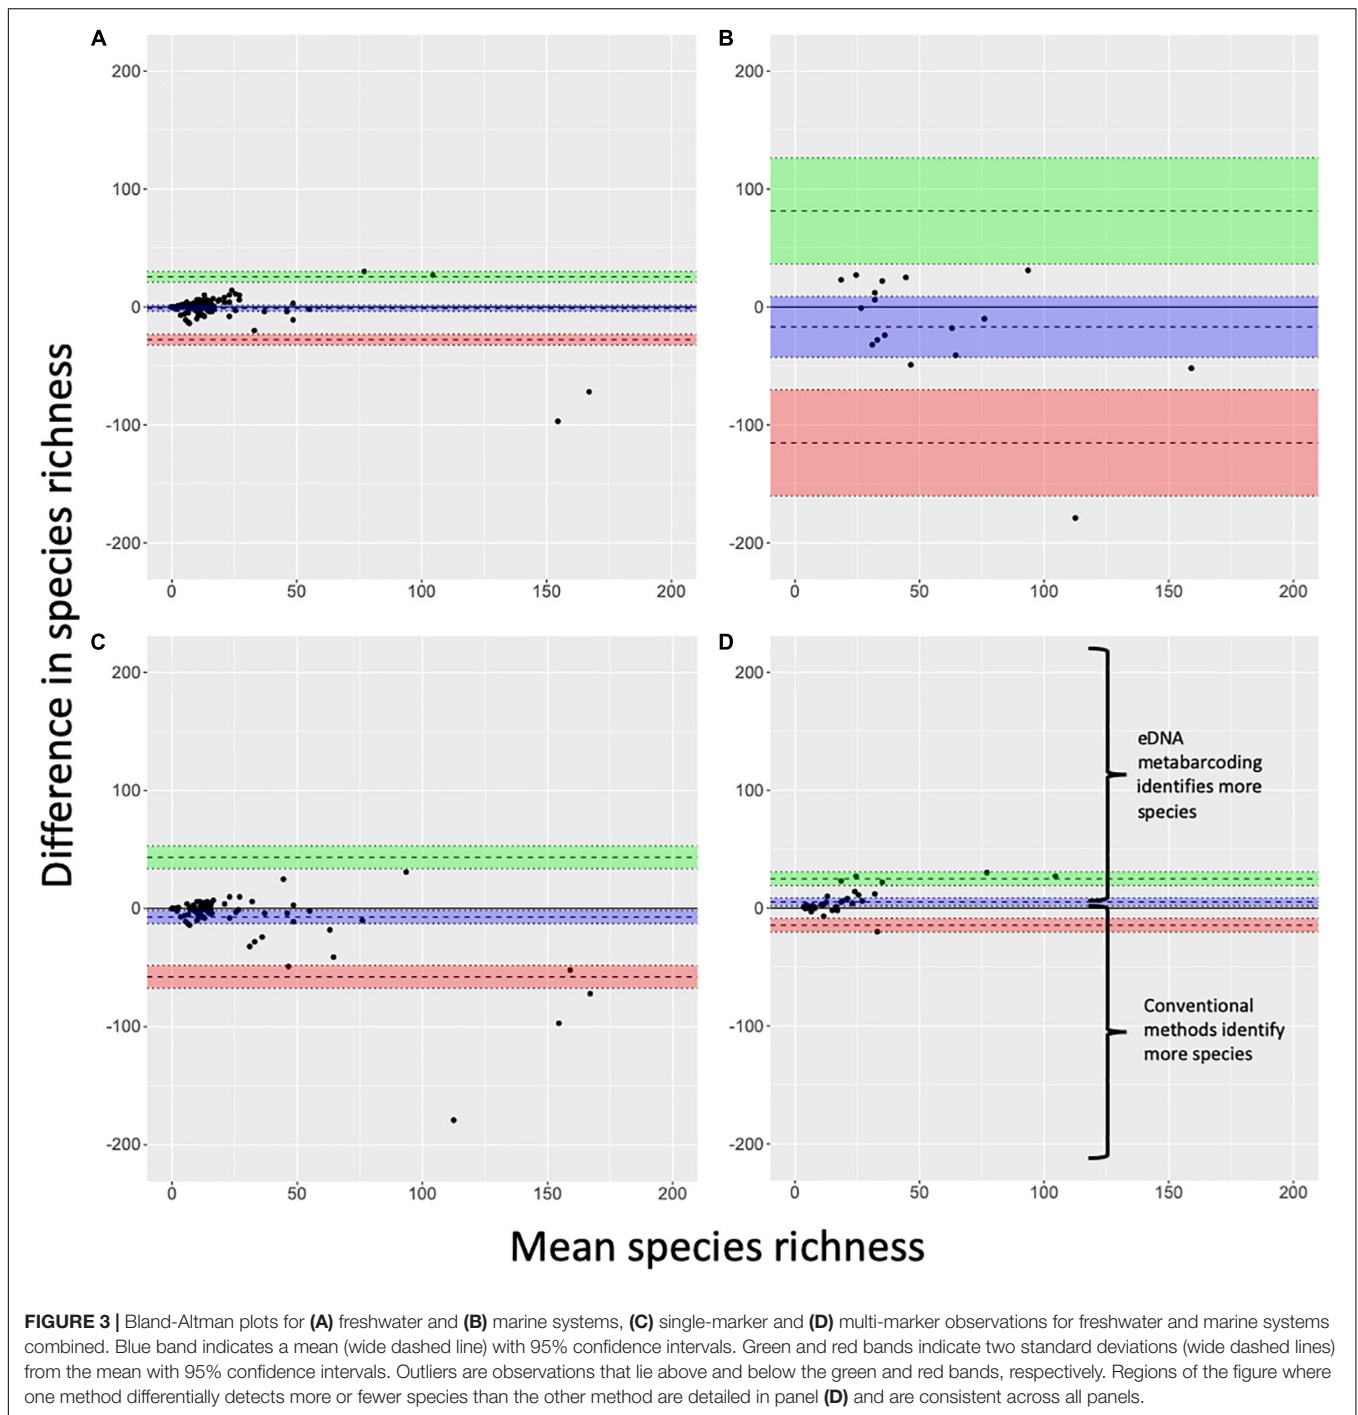 A
B
200
100
0
-100
-200
0
50
100
150
200
200
100
0
-100
-200
0
50
100
150
200
Difference in species richness
C
D
200
100
0
-100
-200
0
50
100
150
200
200
100
0
-100
-200
0
50
100
150
200
eDNA
metabarcoding
identifies more
species
Conventional
methods identify
more species
Mean species richness
FIGURE 3 | Bland-Altman plots for (A) freshwater and (B) marine systems, (C) single-marker and (D) multi-marker observations for freshwater and marine systems
combined. Blue band indicates a mean (wide dashed line) with 95% confidence intervals. Green and red bands indicate two standard deviations (wide dashed lines)
from the mean with 95% confidence intervals. Outliers are observations that lie above and below the green and red bands, respectively. Regions of the figure where
one method differentially detects more or fewer species than the other method are detailed in panel (D) and are consistent across all panels.